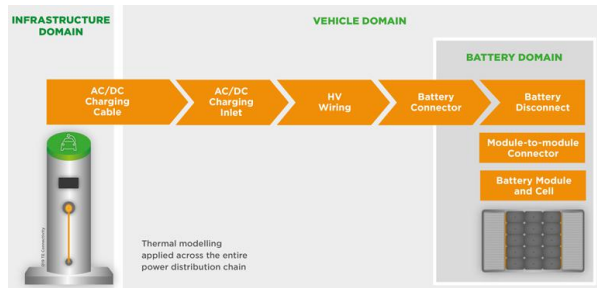 INFRASTRUCTURE
DOMAIN
VEHICLE DOMAIN
BATTERY DOMAIN
AC/DC
Charging
Cable
AC/DC
Charging
Inlet
HV
Wiring
Battery
Connector
Battery
Disconnect
Module-to-module
Connector
Battery Module
and Cell
Thermal modelling
applied across the entire
power distribution chain